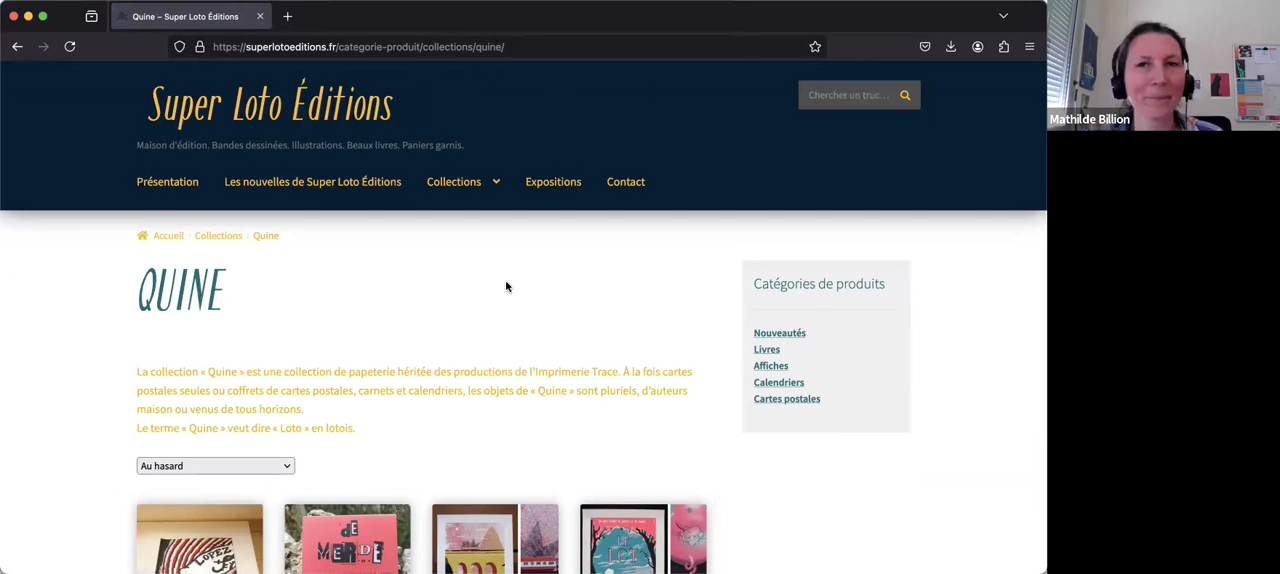 Quine – Super Loto Éditions
https://superlotoeditions.fr/categorie-produit/collections/quine/
Super Loto Éditions
Chercher un truc...
Maison d'édition. Bandes dessinées. Illustrations. Beaux livres. Paniers garnis.
Présentation Les nouvelles de Super Loto Éditions Collections Expositions Contact
Accueil Collections Quine
QUINE
La collection « Quine » est une collection de papeterie héritée des productions de l'Imprimerie Trace. À la fois cartes
postales seules ou coffrets de cartes postales, carnets et calendriers, les objets de « Quine » sont pluriels, d'auteurs
maison ou venus de tous horizons.
Le terme « Quine » veut dire « Loto » en lotois.
Au hasard
LOPEZ
DE
MERDE
LE
LOT
Catégories de produits
Nouveautés
Livres
Affiches
Calendriers
Cartes postales
Mathilde Billion